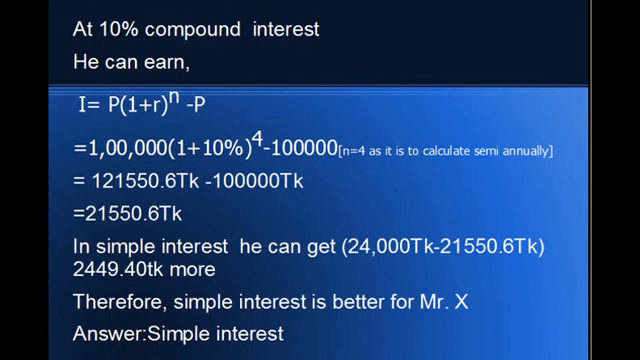 At 10% compound interest
He can earn,
I= P(1+r)n -P
=1,00,000(1+10%)4-100000[n=4 as it is to calculate semi annually]
= 121550.6Tk -100000Tk
=21550.6Tk
In simple interest he can get (24,000Tk-21550.6Tk)
2449.40tk more
Therefore, simple interest is better for Mr. X
Answer:Simple interest